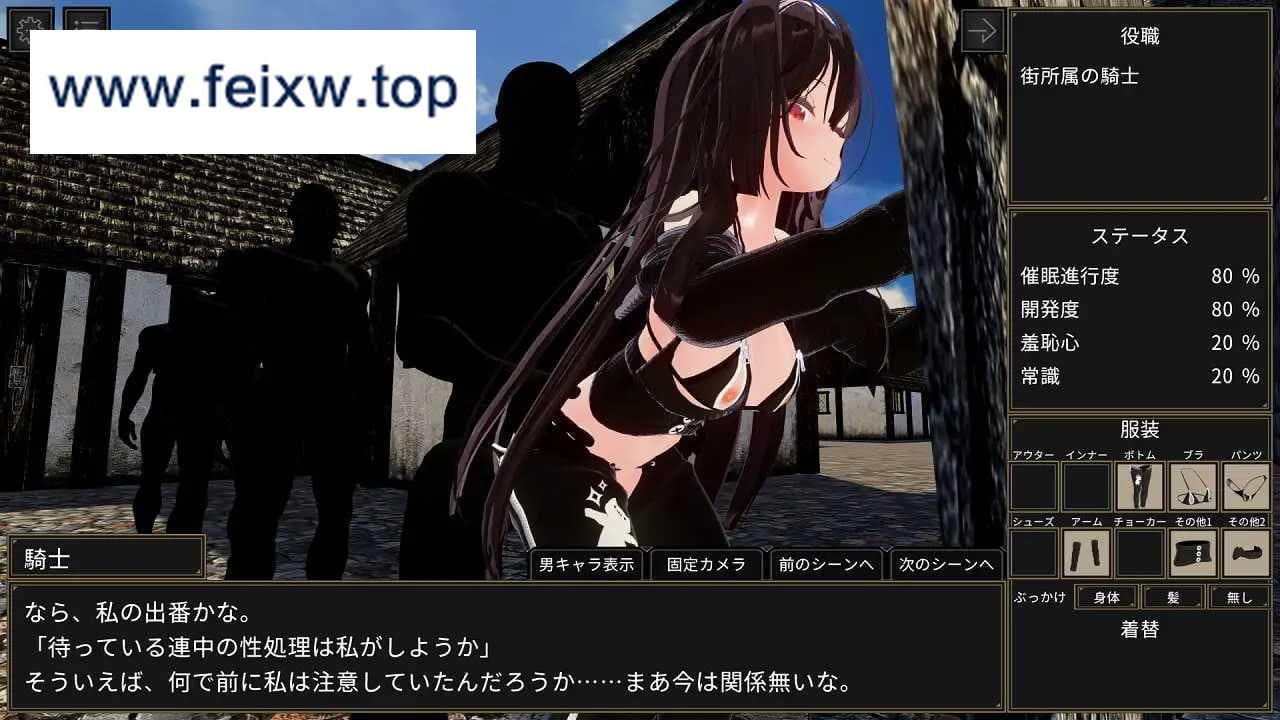 www.feixw.top
役職
街所属の騎士
ステータス
催眠進行度 80 %
開発度 80 %
羞恥心 20 %
常識 20 %
服装
アウター インナー ボトム ブラ パンツ
シューズ アーム チョーカー その他1 その他2
ぶっかけ 身体 髪 無し
着替
男キャラ表示 固定カメラ 前のシーンへ 次のシーンへ
騎士
なら、私の出番かな。
「待っている連中の性処理は私がしようか」
そういえば、何で前に私は注意していたんだろうか……まあ今は関係無いな。